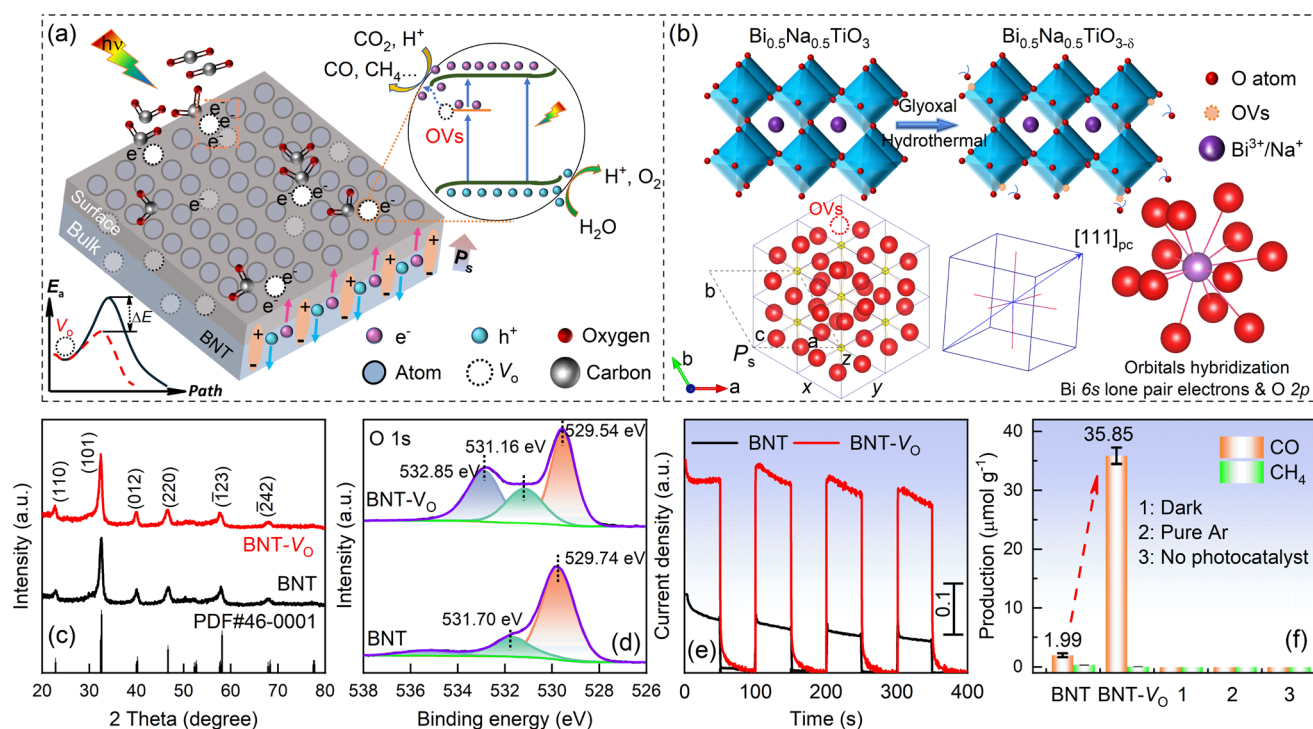 (a)
hν
CO₂, H⁺
CO, CH₄...
OVs
H⁺, O₂
H₂O
e⁻
e⁻
e⁻
e⁻
e⁻
e⁻
e⁻
e⁻
e⁻
e⁻
Surface
Bulk
BNT
Pₛ
+ + + +
- - - -
Eₐ
Vₒ
ΔE
Path
e⁻
h⁺
Oxygen
Atom
Vₒ
Carbon
(b)
Bi₀.₅Na₀.₅TiO₃
Bi₀.₅Na₀.₅TiO₃₋δ
Glyoxal
Hydrothermal
O atom
OVs
Bi³⁺/Na⁺
OVs
b
c
a
z
Pₛ
x
y
b
a
[111]pc
Orbitals hybridization
Bi 6s lone pair electrons & O 2p
Intensity (a.u.)
(110)
(101)
(012)
(220)
(1̄23)
(2̄42)
BNT-Vₒ
BNT
PDF#46-0001
(c)
20 30 40 50 60 70 80
2 Theta (degree)
Intensity (a.u.)
O 1s
529.54 eV
531.16 eV
532.85 eV
BNT-Vₒ
529.74 eV
531.70 eV
BNT
(d)
538 536 534 532 530 528 526
Binding energy (eV)
Current density (a.u.)
BNT
BNT-Vₒ
0.1
(e)
0 100 200 300 400
Time (s)
Production (μmol g⁻¹)
40
30
20
10
0
35.85
1.99
CO
CH₄
1: Dark
2: Pure Ar
3: No photocatalyst
(f)
BNT BNT-Vₒ 1 2 3